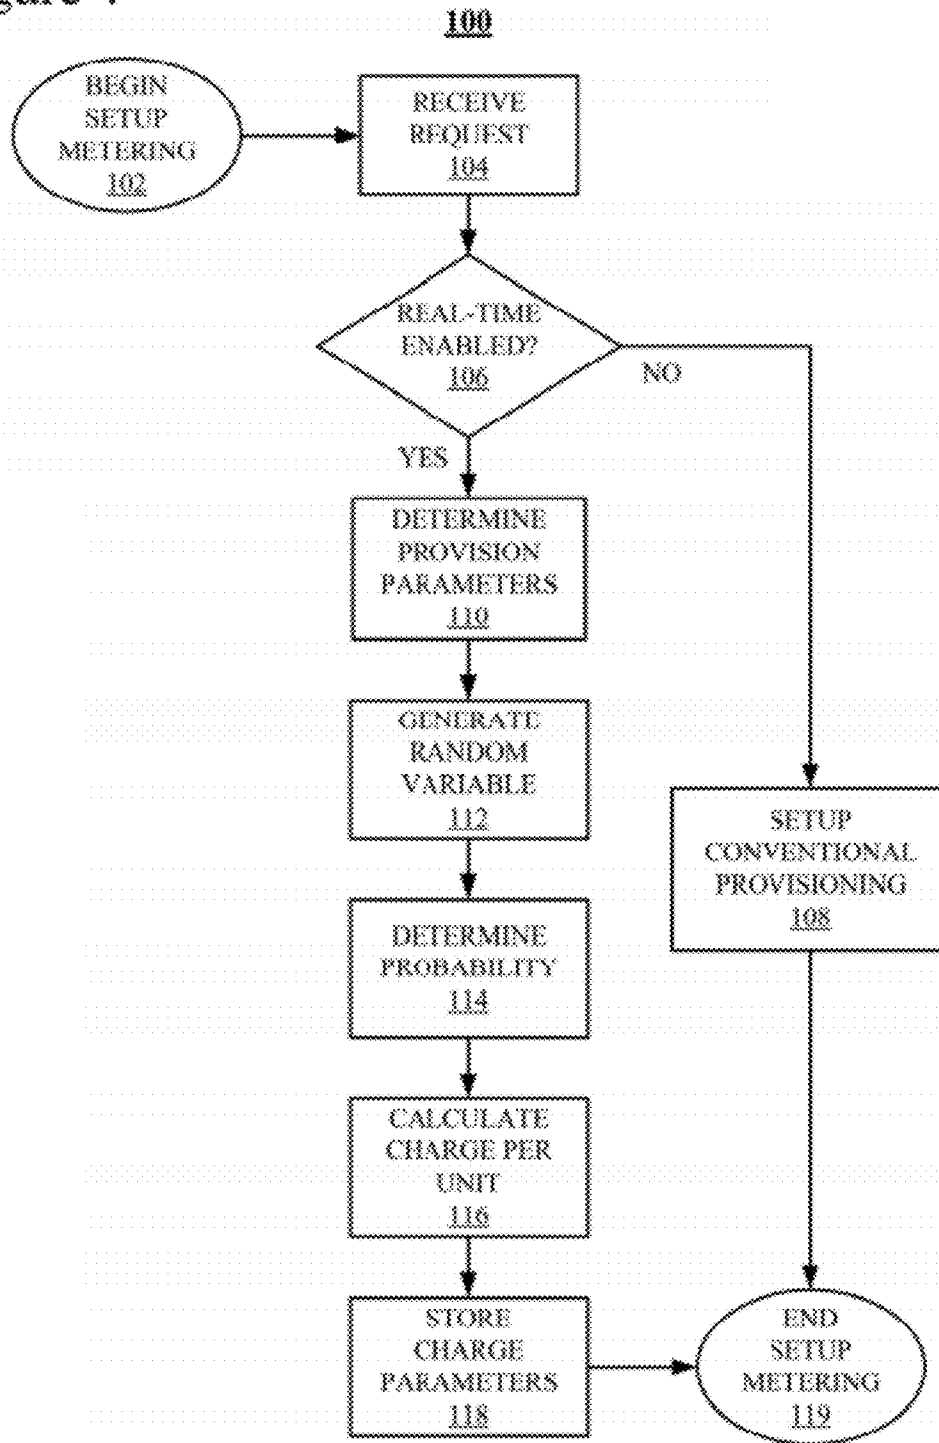 100
BEGIN
SETUP
METERING
102
RECEIVE
REQUEST
104
REAL-TIME
ENABLED?
106
NO
YES
DETERMINE
PROVISION
PARAMETERS
110
GENERATE
RANDOM
VARIABLE
112
SETUP
CONVENTIONAL
PROVISIONING
108
DETERMINE
PROBABILITY
114
CALCULATE
CHARGE PER
UNIT
116
STORE
CHARGE
PARAMETERS
118
END
SETUP
METERING
119